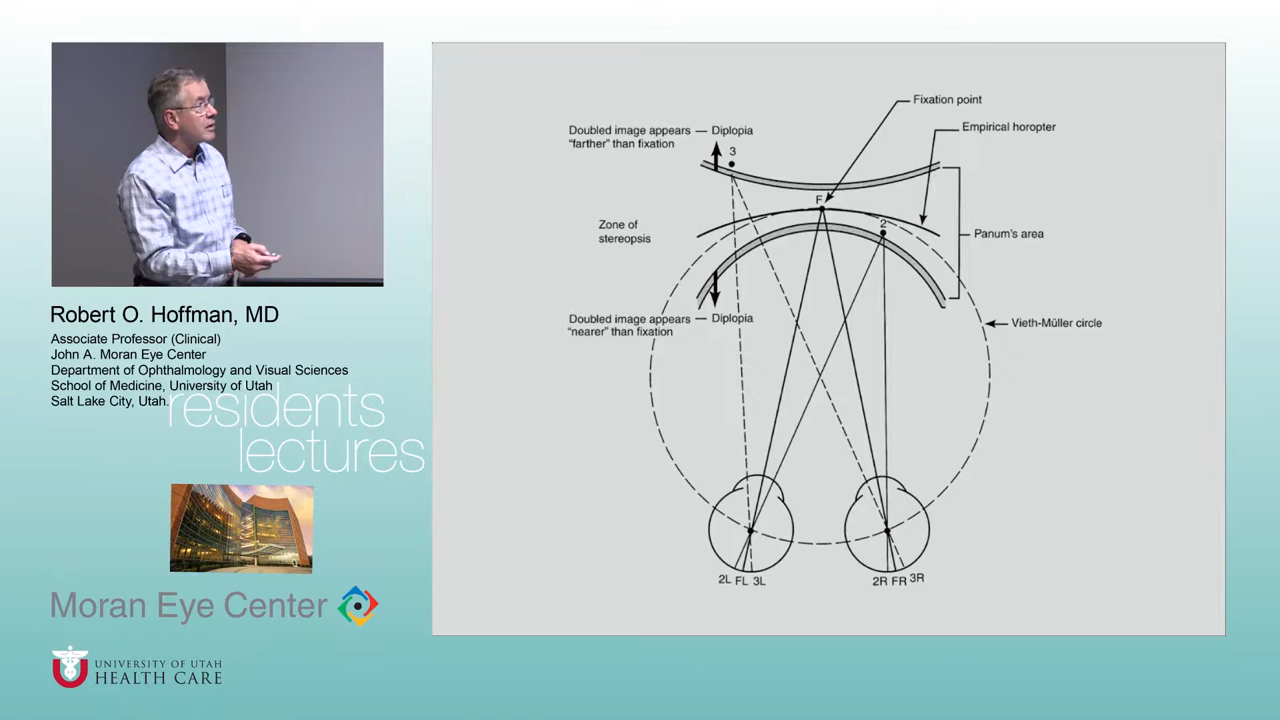 Robert O. Hoffman, MD
Associate Professor (Clinical)
John A. Moran Eye Center
Department of Ophthalmology and Visual Sciences
School of Medicine, University of Utah
Salt Lake City, Utah.
residents
lectures
Moran Eye Center
UNIVERSITY OF UTAH
HEALTH CARE
Fixation point
Empirical horopter
Doubled image appears — Diplopia
"farther" than fixation
3
F
2
Zone of
stereopsis
Panum's area
Doubled image appears — Diplopia
"nearer" than fixation
Vieth-Müller circle
2L FL 3L
2R FR 3R